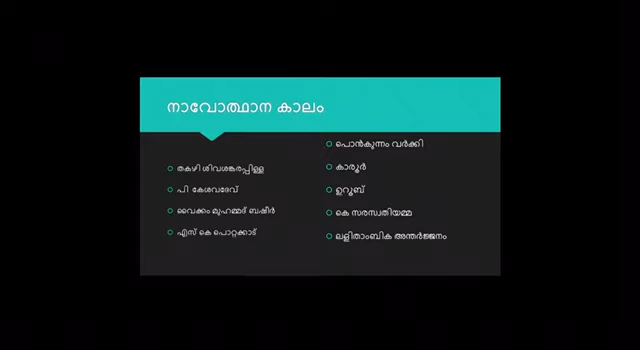 നാവോത്ഥാന കാലം
തകഴി ശിവശങ്കരപ്പിള്ള
പി കേശവദേവ്
വൈക്കം മുഹമ്മദ് ബഷീർ
എസ് കെ പൊറ്റക്കാട്
പൊൻകുന്നം വർക്കി
കാരൂർ
ഉറൂബ്
കെ സരസ്വതിയമ്മ
ലളിതാംബിക അന്തർജ്ജനം